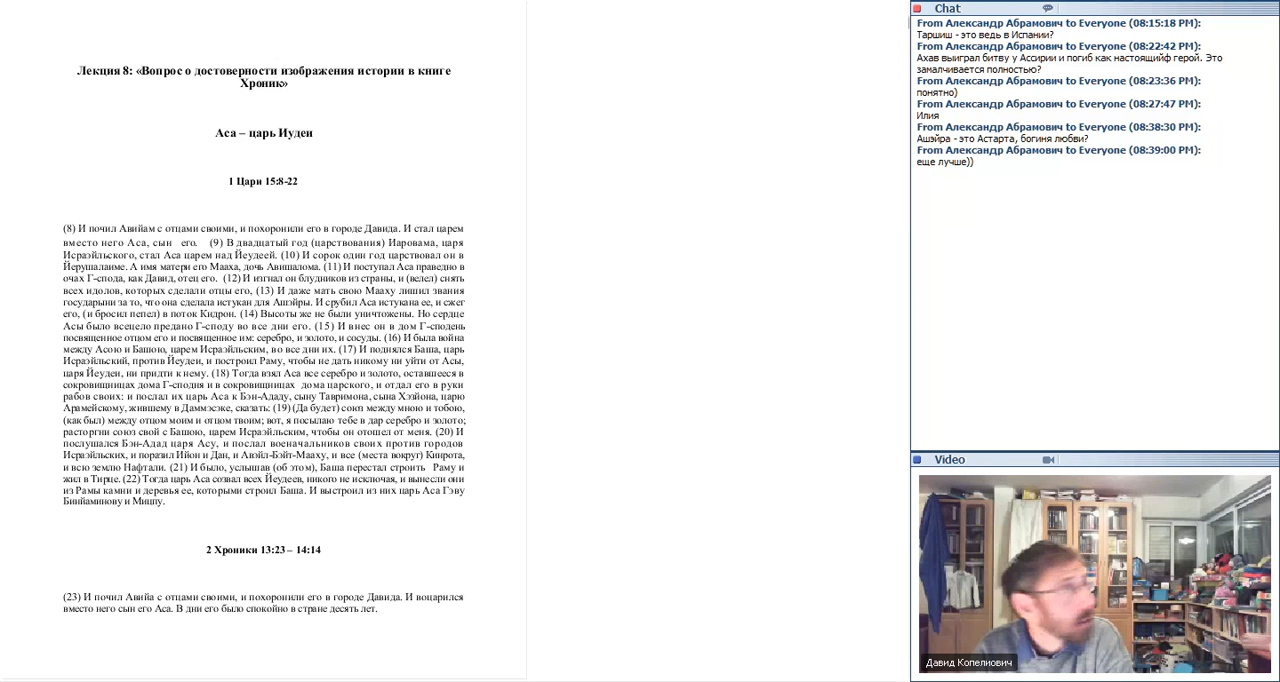 Лекция 8: «Вопрос о достоверности изображения истории в книге
Хроник»
Аса – царь Иудеи
1 Цари 15:8-22
(8) И почил Авийам с отцами своими, и похоронили его в городе Давида. И стал царем
вместо него Аса, сын его. (9) В двадцатый год (царствования) Иаровама, царя
Исраэйльского, стал Аса царем над Йеудеей. (10) И сорок один год царствовал он в
Йерушалаиме. А имя матери его Мааха, дочь Авишалома. (11) И поступал Аса праведно в
очах Г-спода, как Давид, отец его. (12) И изгнал он блудников из страны, и (велел) снять
всех идолов, которых сделали отцы его, (13) И даже мать свою Мааху лишил звания
государыни за то, что она сделала истукан для Ашэйры. И срубил Аса истукана ее, и сжег
его, (и бросил пепел) в поток Кидрон. (14) Высоты же не были уничтожены. Но сердце
Асы было всецело предано Г-споду во все дни его. (15) И внес он в дом Г-сподень
посвященное отцом его и посвященное им: серебро, и золото, и сосуды. (16) И была война
между Асою и Башою, царем Исраэйльским, во все дни их. (17) И поднялся Баша, царь
Исраэйльский, против Йеудеи, и построил Раму, чтобы не дать никому ни уйти от Асы,
царя Йеудеи, ни придти к нему. (18) Тогда взял Аса все серебро и золото, оставшееся в
сокровищницах дома Г-сподня и в сокровищницах дома царского, и отдал его в руки
рабов своих: и послал их царь Аса к Бэн-Ададу, сыну Тавримона, сына Хэзйона, царю
Арамейскому, жившему в Даммэсэке, сказать: (19) (Да будет) союз между мною и тобою,
(как был) между отцом моим и отцом твоим; вот, я посылаю тебе в дар серебро и золото;
расторгни союз свой с Башою, царем Исраэйльским, чтобы он отошел от меня. (20) И
послушался Бэн-Адад царя Асу, и послал военачальников своих против городов
Исраэйльских, и поразил Ийон и Дан, и Авэйл-Бэйт-Мааху, и все (места вокруг) Кинрота,
и всю землю Нафтали. (21) И было, услышав (об этом), Баша перестал строить Раму и
жил в Тирце. (22) Тогда царь Аса созвал всех Йеудеев, никого не исключая, и вынесли они
из Рамы камни и деревья ее, которыми строил Баша. И выстроил из них царь Аса Гэву
Бинйаминову и Мицпу.
2 Хроники 13:23 – 14:14
(23) И почил Авийа с отцами своими, и похоронили его в городе Давида. И воцарился
вместо него сын его Аса. В дни его было спокойно в стране десять лет.
Chat
From Александр Абрамович to Everyone (08:15:18 PM):
Таршиш - это ведь в Испании?
From Александр Абрамович to Everyone (08:22:42 PM):
Ахав выиграл битву у Ассирии и погиб как настоящийф герой. Это
замалчивается полностью?
From Александр Абрамович to Everyone (08:23:36 PM):
понятно)
From Александр Абрамович to Everyone (08:27:47 PM):
Илия
From Александр Абрамович to Everyone (08:38:30 PM):
Ашэйра - это Астарта, богиня любви?
From Александр Абрамович to Everyone (08:39:00 PM):
еще лучше))
Video
Давид Копелиович